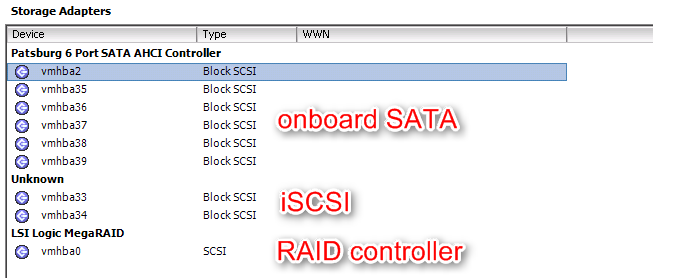 Storage Adapters
Device Type WWN
Patsburg 6 Port SATA AHCI Controller
vmhba2 Block SCSI
vmhba35 Block SCSI
vmhba36 Block SCSI
vmhba37 Block SCSI
onboard SATA
vmhba38 Block SCSI
vmhba39 Block SCSI
Unknown
vmhba33 Block SCSI
iSCSI
vmhba34 Block SCSI
LSI Logic MegaRAID
vmhba0 SCSI
RAID controller